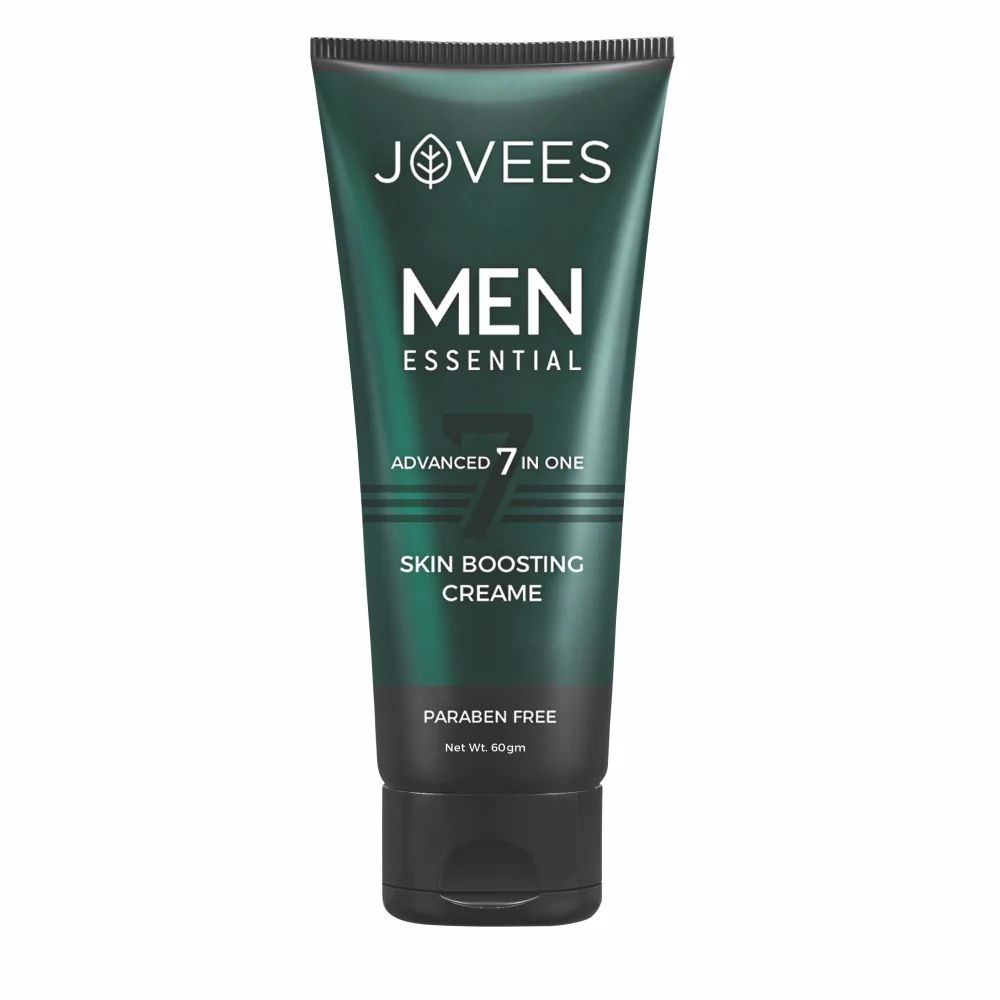 JOVEES
MEN
ESSENTIAL
ADVANCED 7 IN ONE
SKIN BOOSTING
CREAME
PARABEN FREE
Net Wt. 60gm